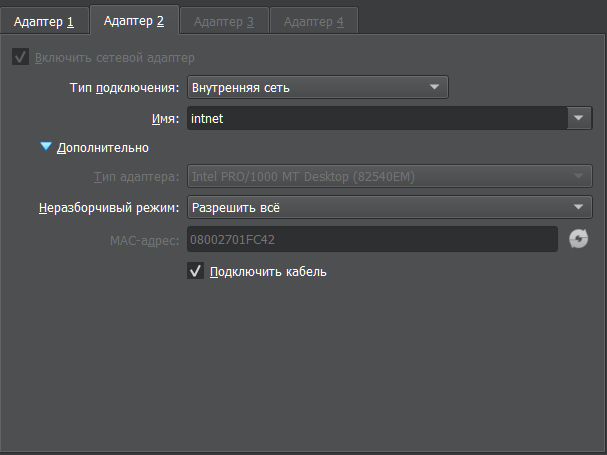 Адаптер 1 Адаптер 2 Адаптер 3 Адаптер 4
Включить сетевой адаптер
Тип подключения: Внутренняя сеть
Имя: intnet
Дополнительно
Тип адаптера: Intel PRO/1000 MT Desktop (82540EM)
Неразборчивый режим: Разрешить всё
MAC-адрес: 08002701FC42
Подключить кабель